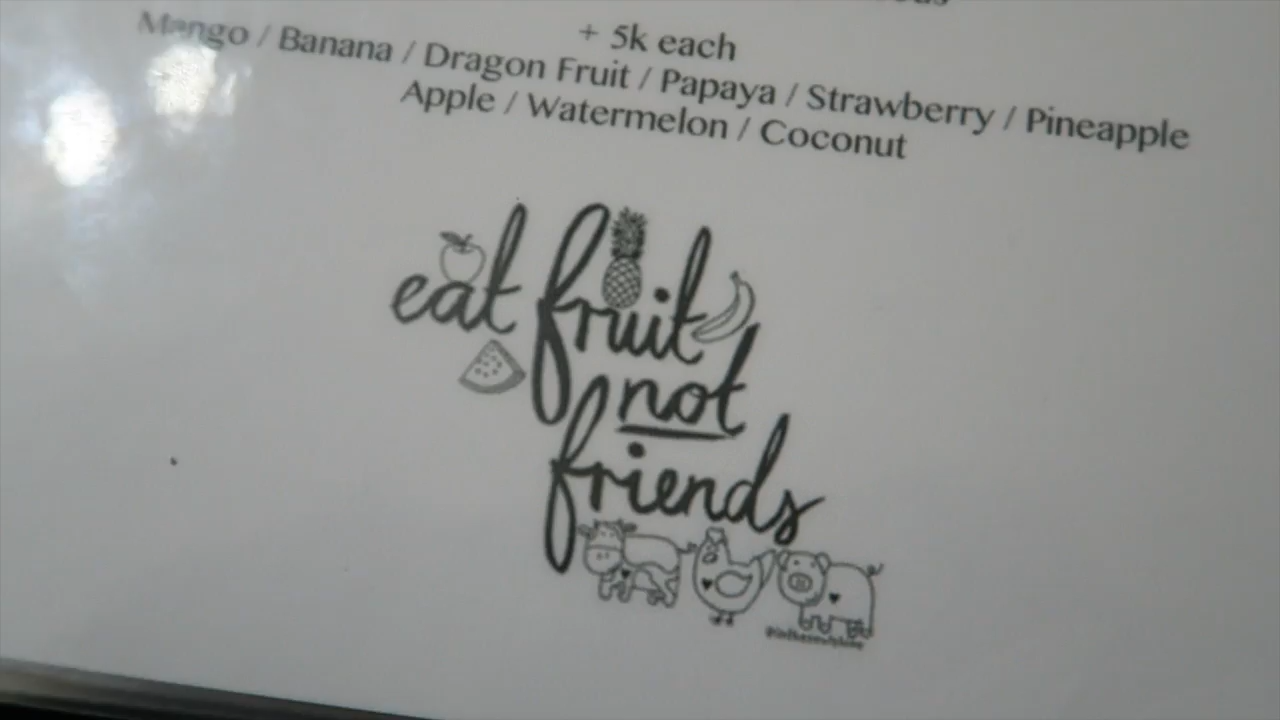 + 5k each
Mango / Banana / Dragon Fruit / Papaya / Strawberry / Pineapple
Apple / Watermelon / Coconut
eat fruit
not
friends